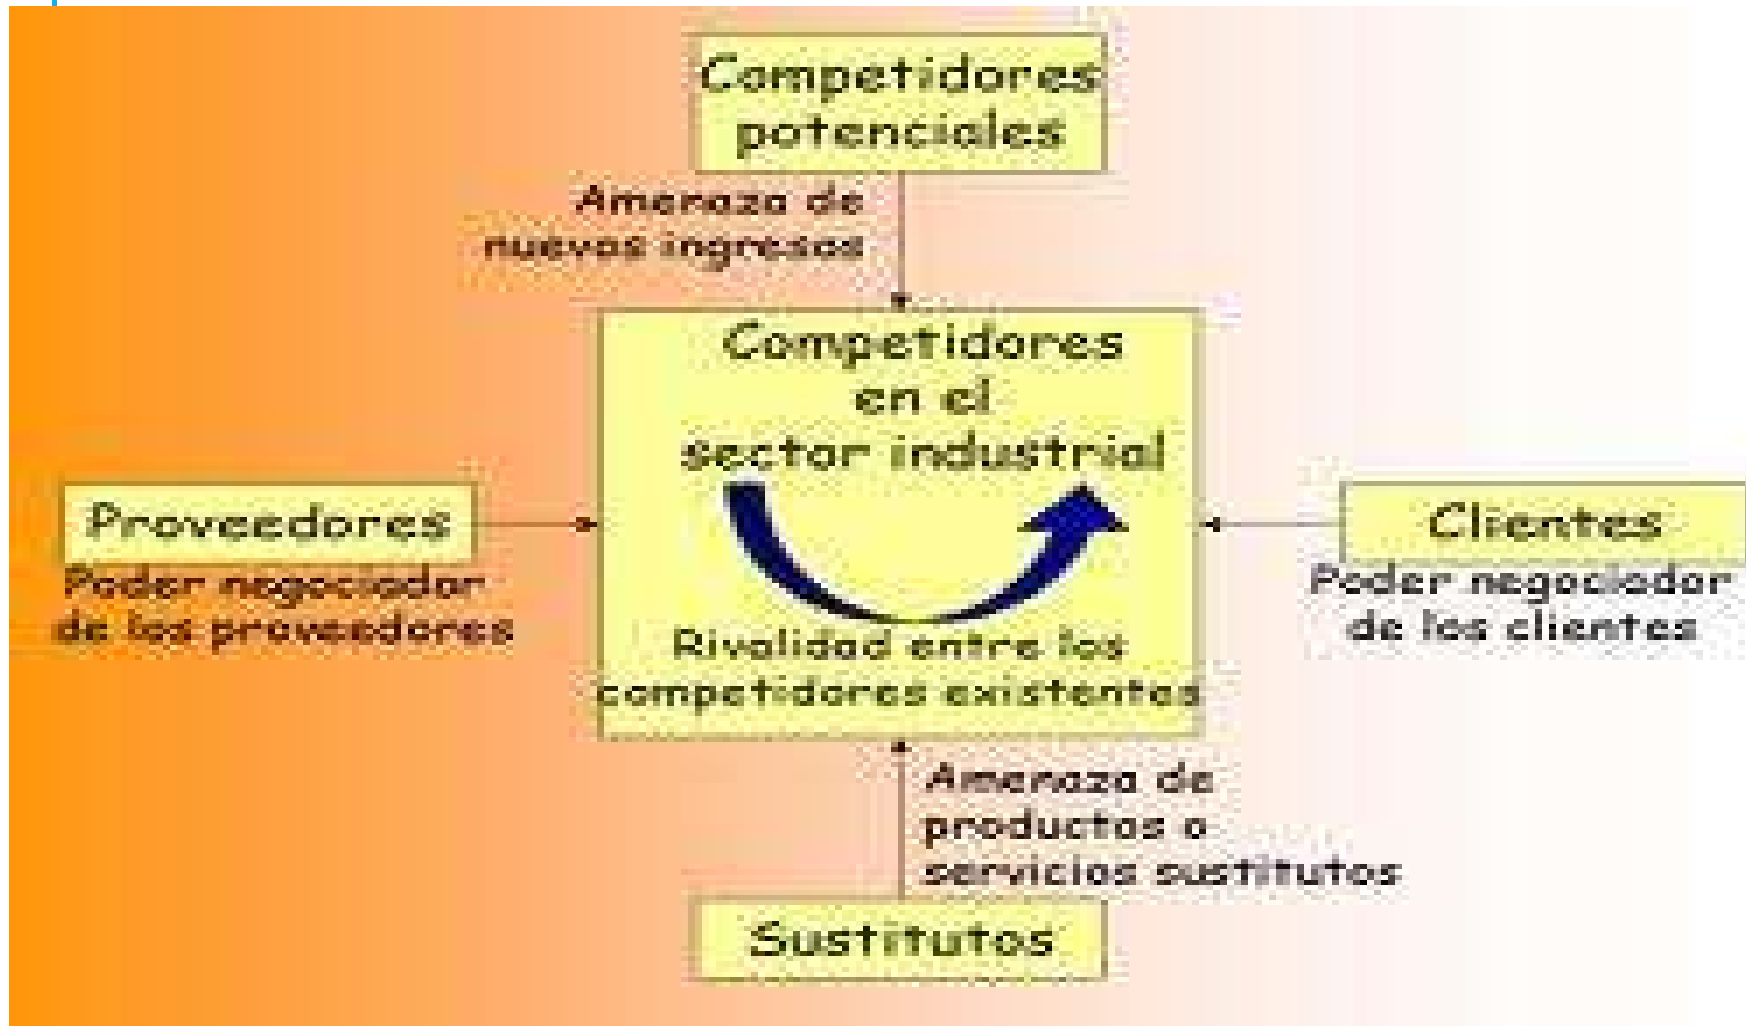 Competidores
potenciales
Amenaza de
nuevos ingresos
Competidores
en el
sector industrial
Proveedores
Poder negociador
de los proveedores
Clientes
Poder negociador
de los clientes
Rivalidad entre los
competidores existentes
Amenaza de
productos o
servicios sustitutos
Sustitutos